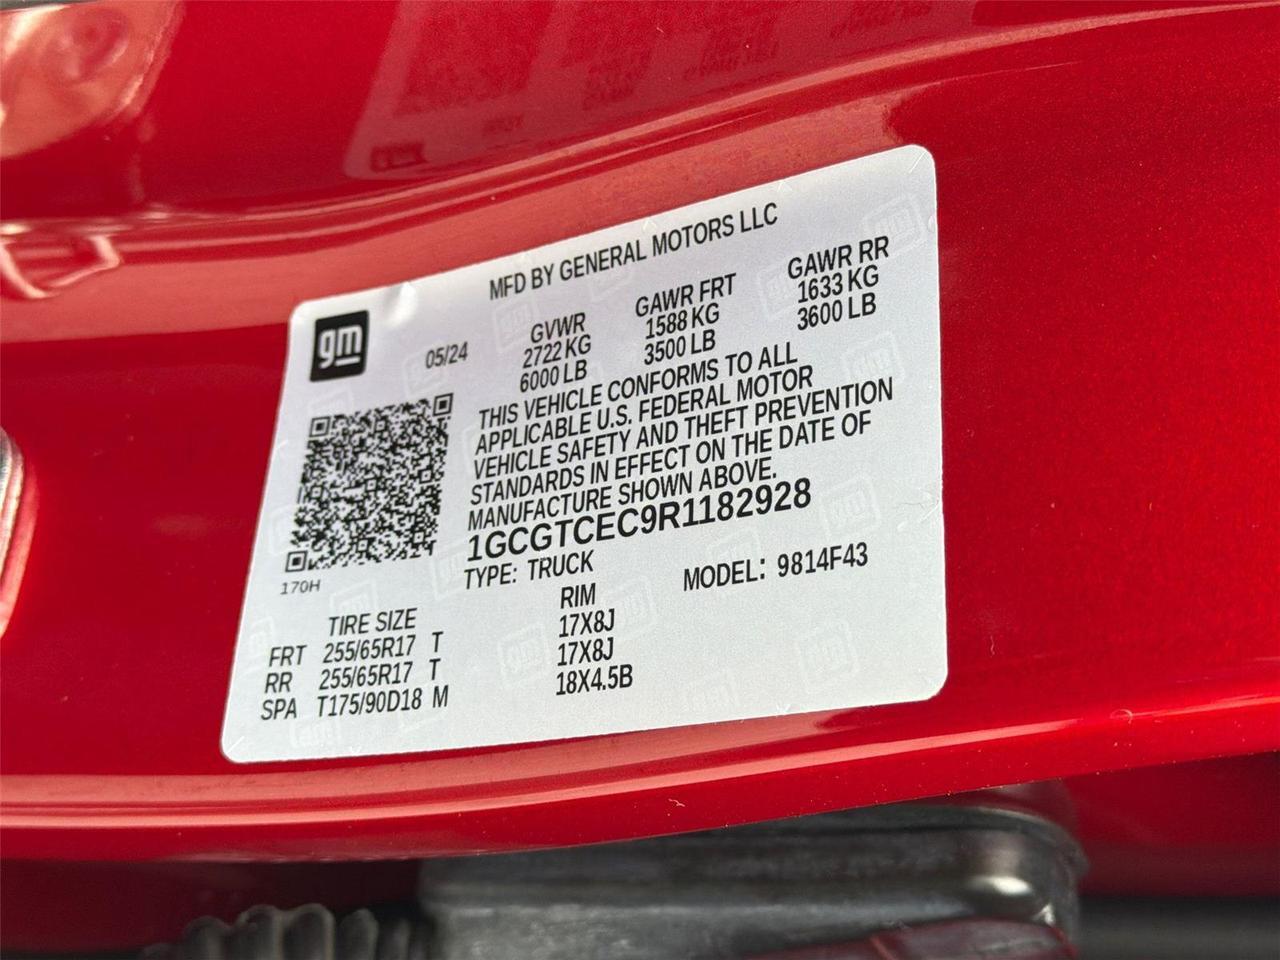 MFD BY GENERAL MOTORS LLC
gm
05/24
GVWR GAWR FRT GAWR RR
2722 KG 1588 KG 1633 KG
6000 LB 3500 LB 3600 LB
THIS VEHICLE CONFORMS TO ALL
APPLICABLE U.S. FEDERAL MOTOR
VEHICLE SAFETY AND THEFT PREVENTION
STANDARDS IN EFFECT ON THE DATE OF
MANUFACTURE SHOWN ABOVE.
1GCGTCEC9R1182928
170H
TYPE: TRUCK MODEL: 9814F43
TIRE SIZE RIM
FRT 255/65R17 T 17X8J
RR 255/65R17 T 17X8J
SPA T175/90D18 M 18X4.5B